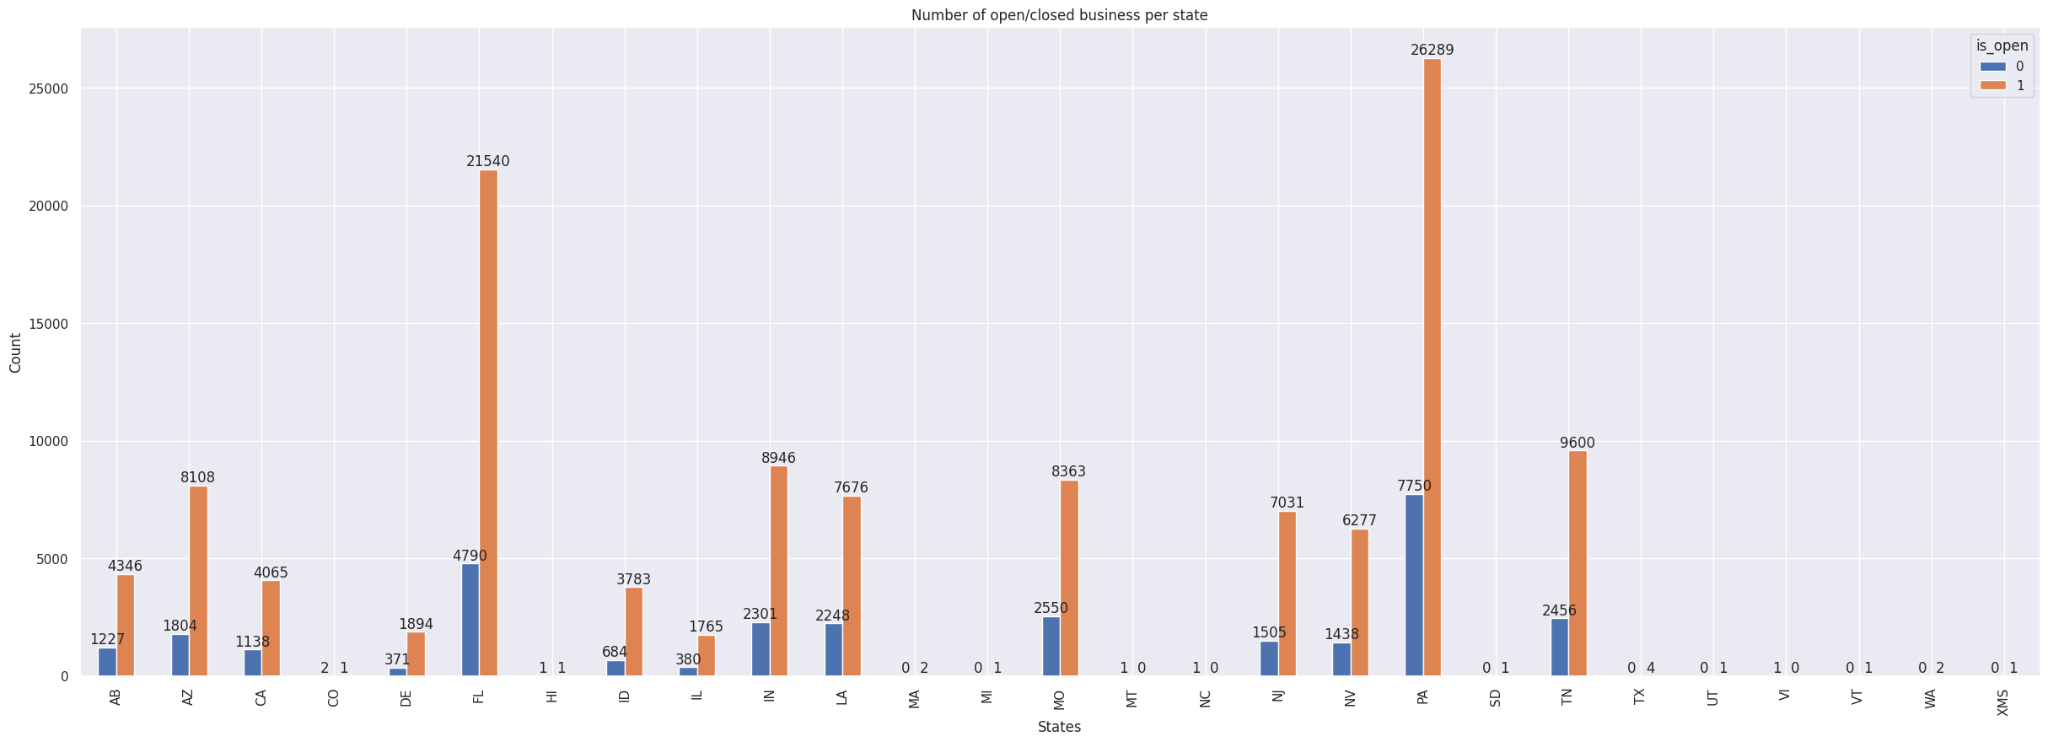 Number of open/closed business per state
is_open
0
1
Count
25000
20000
15000
10000
5000
0
1227 4346
1804 8108
1138 4065
2 1
371 1894
4790 21540
1 1
684 3783
380 1765
2301 8946
2248 7676
0 2
0 1
2550 8363
1 0
1 0
1505 7031
1438 6277
7750 26289
0 1
2456 9600
0 4
0 1
1 0
0 1
0 2
0 1
AB
AZ
CA
CO
DE
FL
HI
ID
IL
IN
LA
MA
MI
MO
MT
NC
NJ
NV
PA
SD
TN
TX
UT
VI
VT
WA
XMS
States